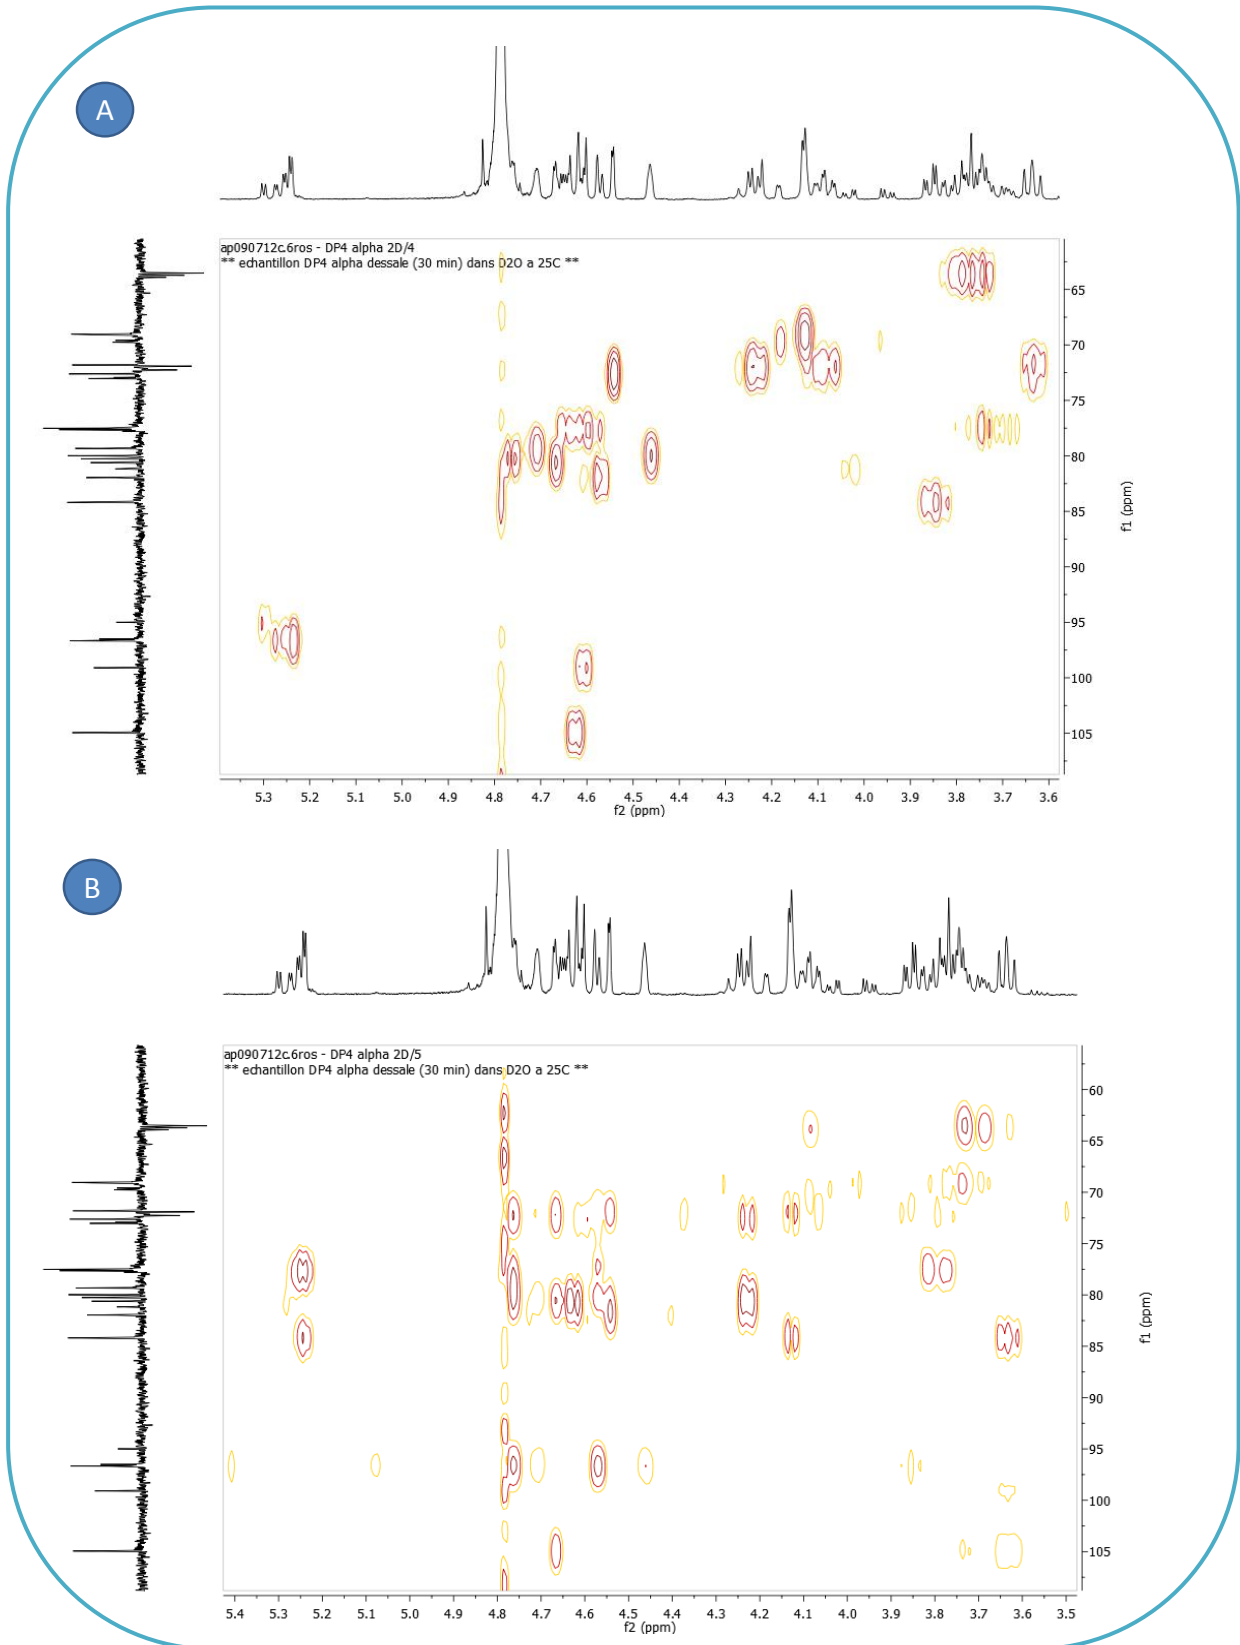 A
ap090712c.6ros - DP4 alpha 2D/4
** echantillon DP4 alpha dessale (30 min) dans D2O a 25C **
65
70
75
80
85
90
95
100
105
f1 (ppm)
5.3 5.2 5.1 5.0 4.9 4.8 4.7 4.6 4.5 4.4 4.3 4.2 4.1 4.0 3.9 3.8 3.7 3.6
f2 (ppm)
B
ap090712c.6ros - DP4 alpha 2D/5
** echantillon DP4 alpha dessale (30 min) dans D2O a 25C **
60
65
70
75
80
85
90
95
100
105
f1 (ppm)
5.4 5.3 5.2 5.1 5.0 4.9 4.8 4.7 4.6 4.5 4.4 4.3 4.2 4.1 4.0 3.9 3.8 3.7 3.6 3.5
f2 (ppm)